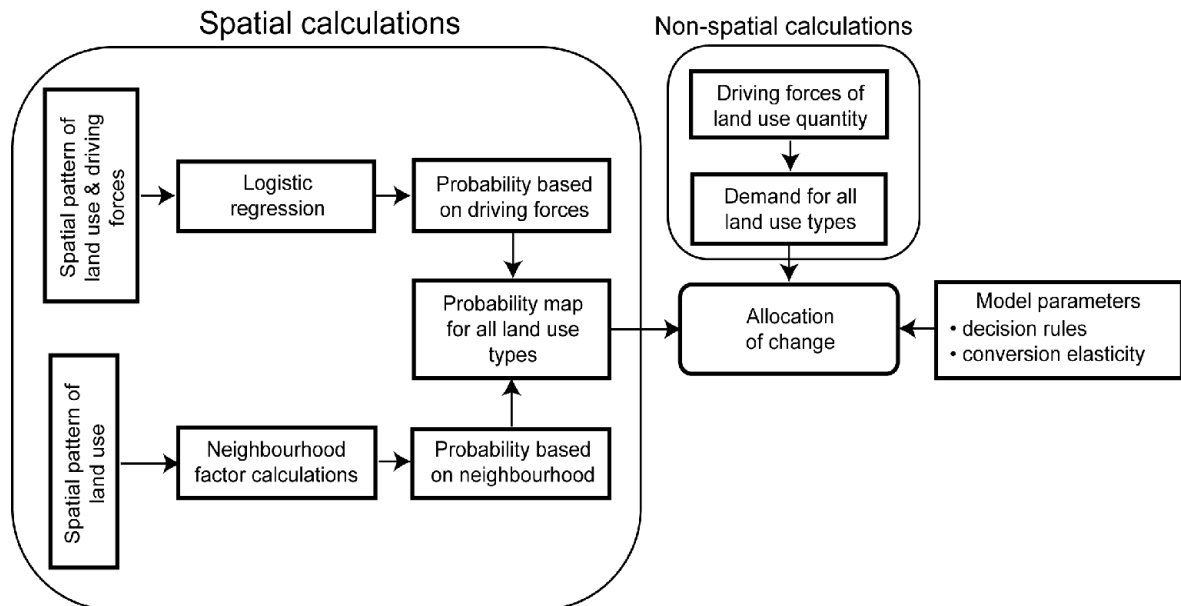 Spatial calculations
Non-spatial calculations
Spatial pattern of
land use & driving
forces
Logistic
regression
Probability based
on driving forces
Probability map
for all land use
types
Spatial pattern of
land use
Neighbourhood
factor calculations
Probability based
on neighbourhood
Driving forces of
land use quantity
Demand for all
land use types
Allocation
of change
Model parameters
• decision rules
• conversion elasticity